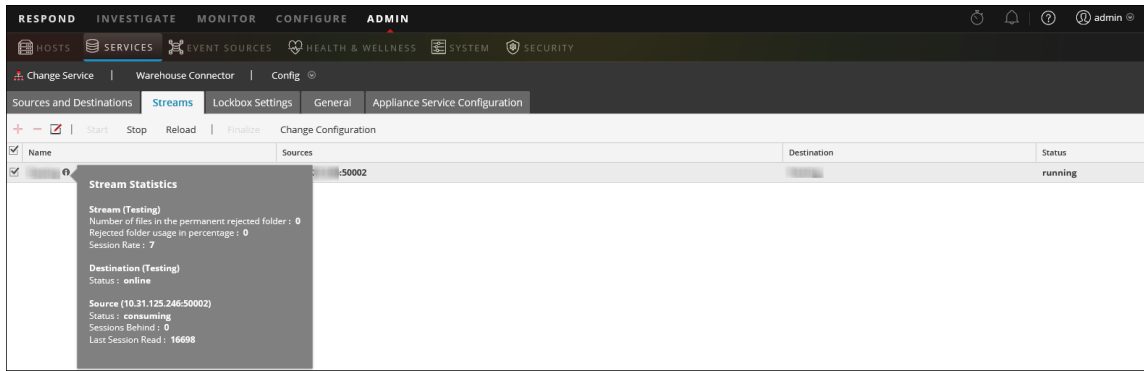 RESPOND INVESTIGATE MONITOR CONFIGURE ADMIN admin
HOSTS SERVICES EVENT SOURCES HEALTH & WELLNESS SYSTEM SECURITY
Change Service | Warehouse Connector | Config
Sources and Destinations Streams Lockbox Settings General Appliance Service Configuration
Start Stop Reload | Finalize Change Configuration
Name Sources Destination Status
:50002 running
Stream Statistics
Stream (Testing)
Number of files in the permanent rejected folder : 0
Rejected folder usage in percentage : 0
Session Rate : 7
Destination (Testing)
Status : online
Source (10.31.125.246:50002)
Status : consuming
Sessions Behind : 0
Last Session Read : 16698